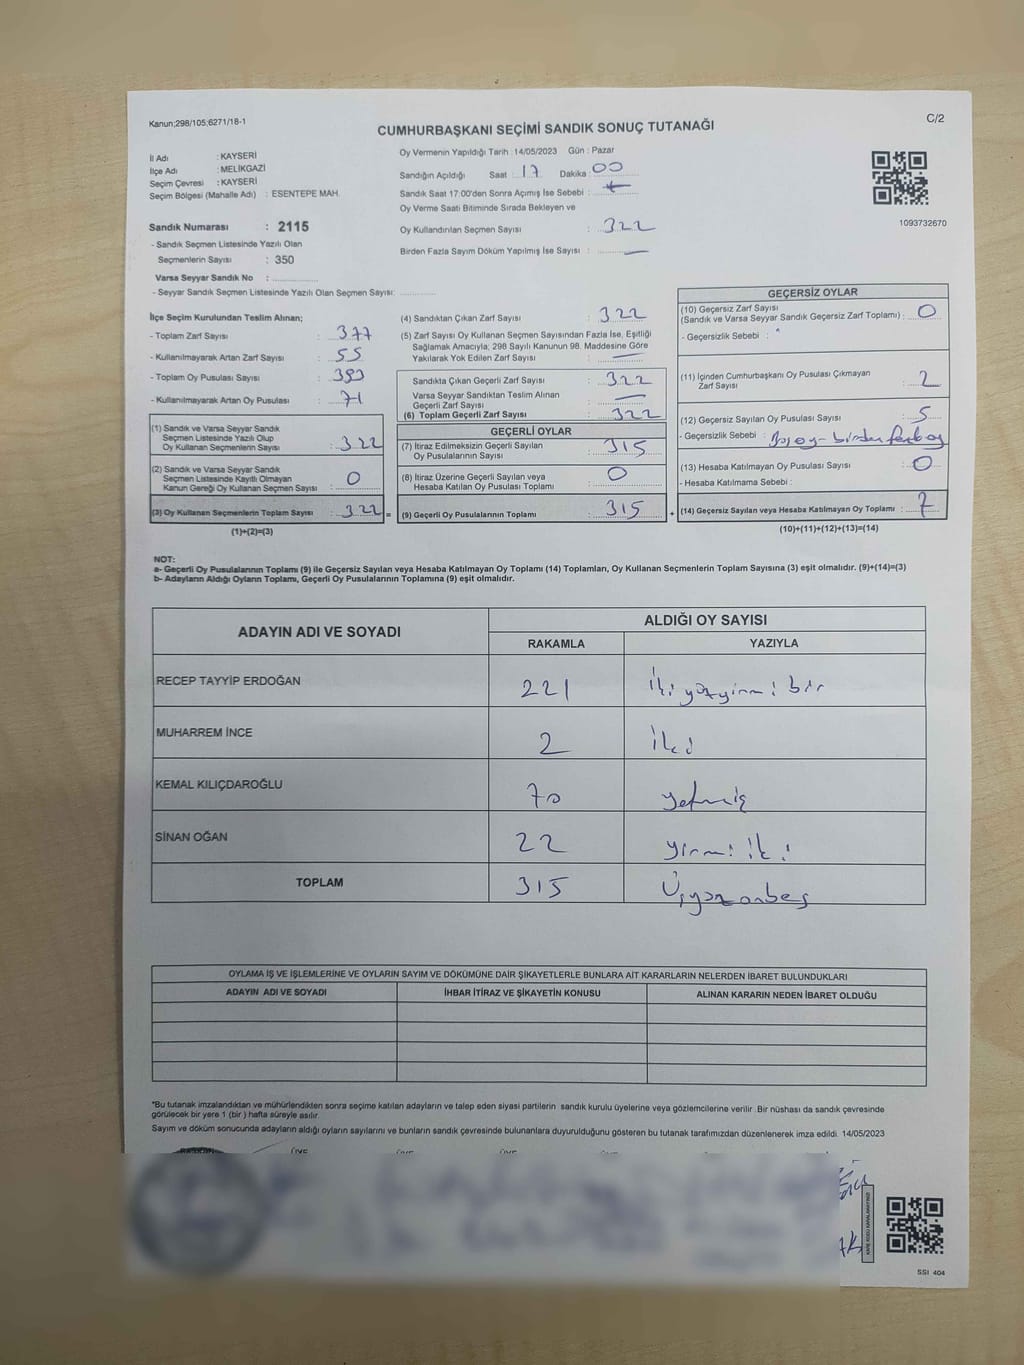 Kanun;298/105;6271/18-1
C/2
CUMHURBAŞKANI SEÇİMİ SANDIK SONUÇ TUTANAĞI
İl Adı : KAYSERİ
İlçe Adı : MELİKGAZİ
Seçim Çevresi : KAYSERİ
Seçim Bölgesi (Mahalle Adı) : ESENTEPE MAH.
Sandık Numarası : 2115
- Sandık Seçmen Listesinde Yazılı Olan
Seçmenlerin Sayısı : 350
Varsa Seyyar Sandık No :
- Seyyar Sandık Seçmen Listesinde Yazılı Olan Seçmen Sayısı:
Oy Vermenin Yapıldığı Tarih : 14/05/2023 Gün : Pazar
Sandığın Açıldığı Saat : 17 Dakika : 00
Sandık Saat 17:00'den Sonra Açımış İse Sebebi :
Oy Verme Saati Bitiminde Sırada Bekleyen ve
Oy Kullandırılan Seçmen Sayısı : 322
Birden Fazla Sayım Döküm Yapılmış İse Sayısı : —
1093732670
İlçe Seçim Kurulundan Teslim Alınan;
- Toplam Zarf Sayısı : 377
- Kullanılmayarak Artan Zarf Sayısı : 55
- Toplam Oy Pusulası Sayısı : 393
- Kullanılmayarak Artan Oy Pusulası : 71
(1) Sandık ve Varsa Seyyar Sandık
Seçmen Listesinde Yazılı Olup
Oy Kullanan Seçmenlerin Sayısı : 322
(2) Sandık ve Varsa Seyyar Sandık
Seçmen Listesinde Kayıtlı Olmayan
Kanun Gereği Oy Kullanan Seçmen Sayısı : 0
(3) Oy Kullanan Seçmenlerin Toplam Sayısı : 322 =
(1)+(2)=(3)
(4) Sandıktan Çıkan Zarf Sayısı : 322
(5) Zarf Sayısı Oy Kullanan Seçmen Sayısından Fazla İse, Eşitliği
Sağlamak Amacıyla; 298 Sayılı Kanunun 98. Maddesine Göre
Yakılarak Yok Edilen Zarf Sayısı : —
Sandıkta Çıkan Geçerli Zarf Sayısı : 322
Varsa Seyyar Sandıktan Teslim Alınan
Geçerli Zarf Sayısı : —
(6) Toplam Geçerli Zarf Sayısı : 322
GEÇERLİ OYLAR
(7) İtiraz Edilmeksizin Geçerli Sayılan
Oy Pusulalarının Sayısı : 315
(8) İtiraz Üzerine Geçerli Sayılan veya
Hesaba Katılan Oy Pusulası Toplamı : 0
(9) Geçerli Oy Pusulalarının Toplamı : 315 +
GEÇERSİZ OYLAR
(10) Geçersiz Zarf Sayısı
(Sandık ve Varsa Seyyar Sandık Geçersiz Zarf Toplamı) : 0
- Geçersizlik Sebebi :
(11) İçinden Cumhurbaşkanı Oy Pusulası Çıkmayan
Zarf Sayısı : 2
(12) Geçersiz Sayılan Oy Pusulası Sayısı : 5
- Geçersizlik Sebebi : Boş oy - birden fazla oy
(13) Hesaba Katılmayan Oy Pusulası Sayısı : 0
- Hesaba Katılmama Sebebi :
(14) Geçersiz Sayılan veya Hesaba Katılmayan Oy Toplamı : 7
(10)+(11)+(12)+(13)=(14)
NOT:
a- Geçerli Oy Pusulalarının Toplamı (9) ile Geçersiz Sayılan veya Hesaba Katılmayan Oy Toplamı (14) Toplamları, Oy Kullanan Seçmenlerin Toplam Sayısına (3) eşit olmalıdır. (9)+(14)=(3)
b- Adayların Aldığı Oyların Toplamı, Geçerli Oy Pusulalarının Toplamına (9) eşit olmalıdır.
ADAYIN ADI VE SOYADI
ALDIĞI OY SAYISI
RAKAMLA YAZIYLA
RECEP TAYYİP ERDOĞAN 221 İkiyüzyirmi bir
MUHARREM İNCE 2 İki
KEMAL KILIÇDAROĞLU 70 yetmiş
SİNAN OĞAN 22 yirmi iki
TOPLAM 315 Üçyüzonbeş
OYLAMA İŞ VE İŞLEMLERİNE VE OYLARIN SAYIM VE DÖKÜMÜNE DAİR ŞİKAYETLERLE BUNLARA AİT KARARLARIN NELERDEN İBARET BULUNDUKLARI
ADAYIN ADI VE SOYADI İHBAR İTİRAZ VE ŞİKAYETİN KONUSU ALINAN KARARIN NEDEN İBARET OLDUĞU
"Bu tutanak imzalandıktan ve mühürlendikten sonra seçime katılan adayların ve talep eden siyasi partilerin sandık kurulu üyelerine veya gözlemcilerine verilir. Bir nüshası da sandık çevresinde
görülecek bir yere 1 (bir) hafta süreyle asılır.
Sayım ve döküm sonucunda adayların aldığı oyların sayılarını ve bunların sandık çevresinde bulunanlara duyurulduğunu gösteren bu tutanak tarafımızdan düzenlenerek imza edildi. 14/05/2023
SSI 404